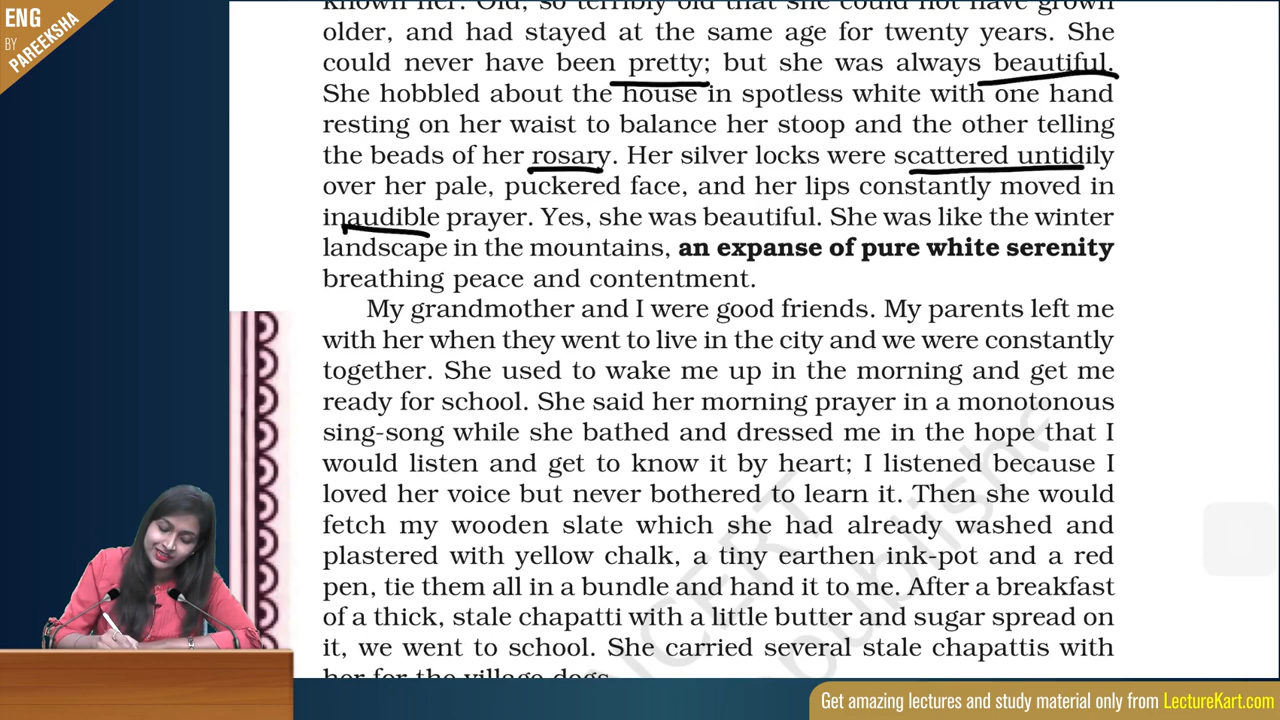 ENG
BY
PAREEKSHA
known her. Old, so terribly old that she could not have grown
older, and had stayed at the same age for twenty years. She
could never have been pretty; but she was always beautiful.
She hobbled about the house in spotless white with one hand
resting on her waist to balance her stoop and the other telling
the beads of her rosary. Her silver locks were scattered untidily
over her pale, puckered face, and her lips constantly moved in
inaudible prayer. Yes, she was beautiful. She was like the winter
landscape in the mountains, an expanse of pure white serenity
breathing peace and contentment.
My grandmother and I were good friends. My parents left me
with her when they went to live in the city and we were constantly
together. She used to wake me up in the morning and get me
ready for school. She said her morning prayer in a monotonous
sing-song while she bathed and dressed me in the hope that I
would listen and get to know it by heart; I listened because I
loved her voice but never bothered to learn it. Then she would
fetch my wooden slate which she had already washed and
plastered with yellow chalk, a tiny earthen ink-pot and a red
pen, tie them all in a bundle and hand it to me. After a breakfast
of a thick, stale chapatti with a little butter and sugar spread on
it, we went to school. She carried several stale chapattis with
her for the village dogs.
NCERT
Get amazing lectures and study material only from LectureKart.com